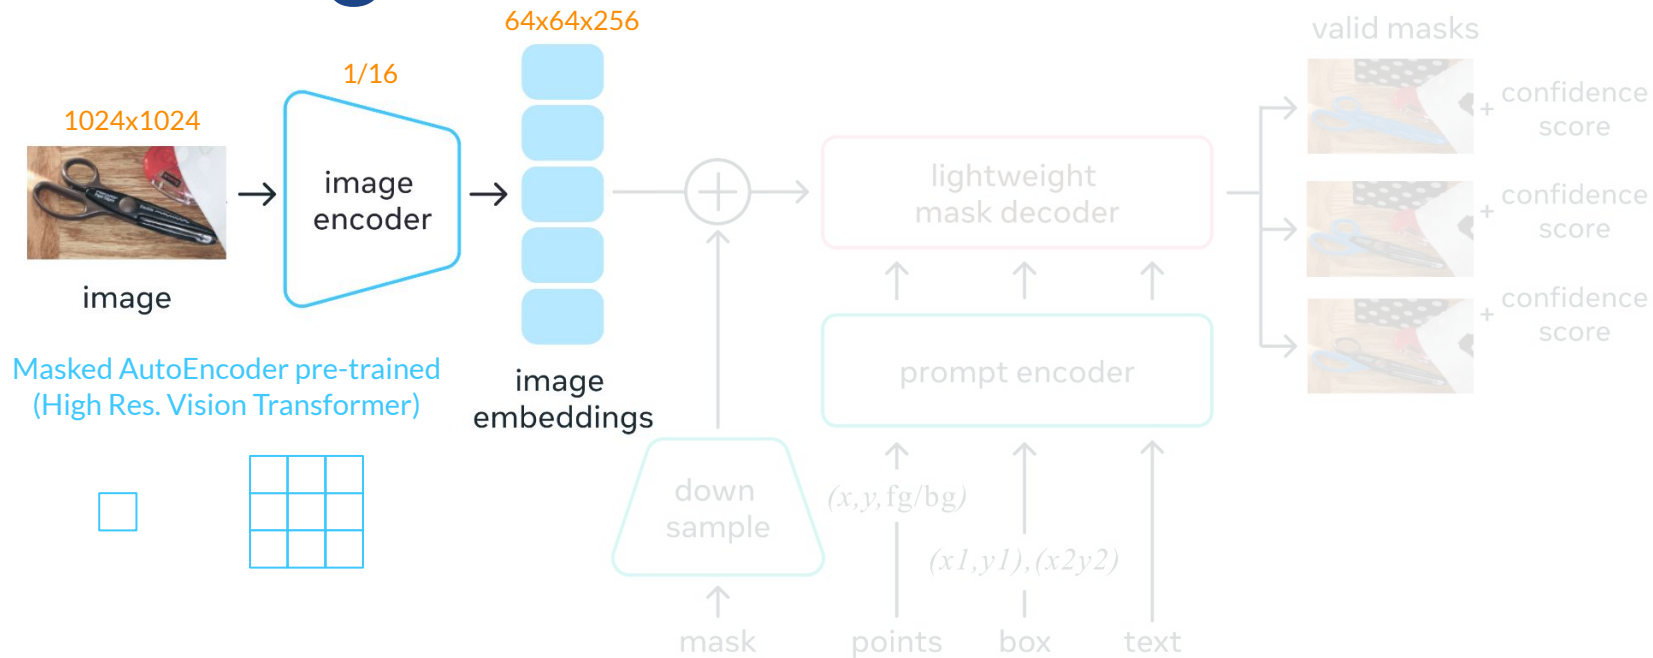 64x64x256
1/16
1024x1024
image
encoder
image
Masked AutoEncoder pre-trained
(High Res. Vision Transformer)
image
embeddings
lightweight
mask decoder
prompt encoder
down
sample
(x,y,fg/bg)
(x1,y1),(x2y2)
mask
points
box
text
valid masks
+ confidence
score
+ confidence
score
+ confidence
score